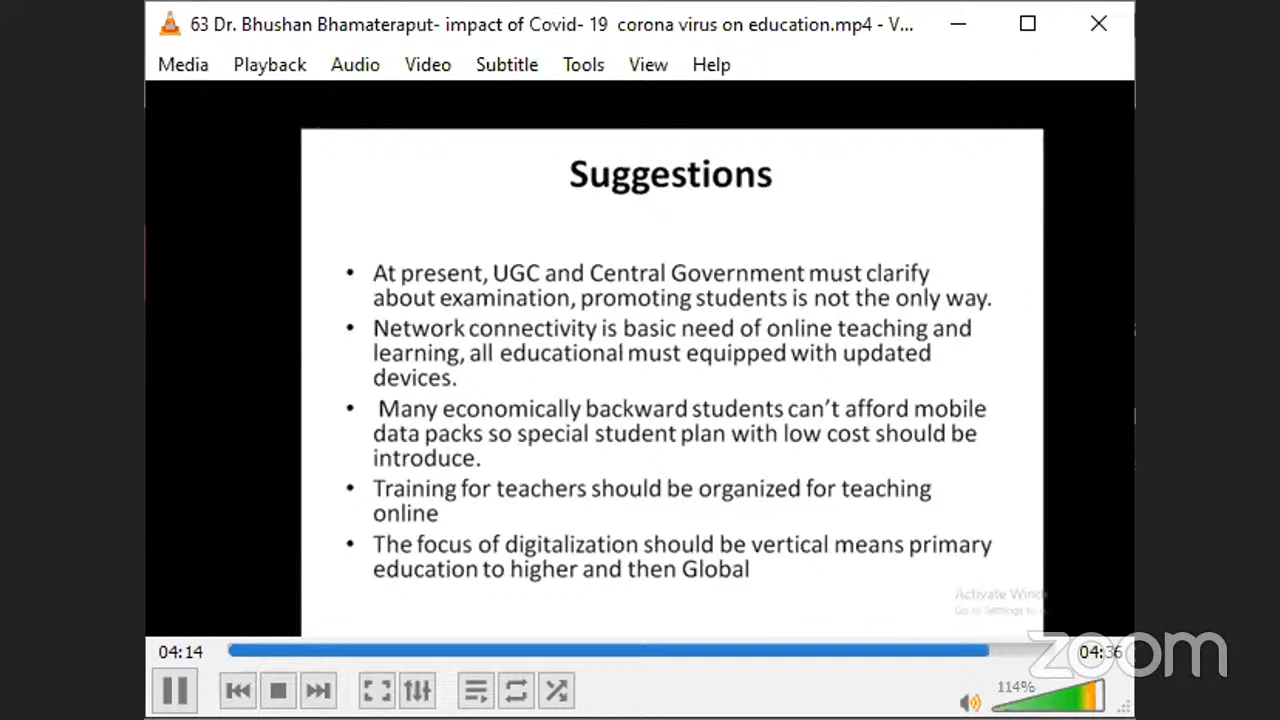 63 Dr. Bhushan Bhamateraput- impact of Covid- 19 corona virus on education.mp4 - V...
Media Playback Audio Video Subtitle Tools View Help
Suggestions
• At present, UGC and Central Government must clarify
about examination, promoting students is not the only way.
• Network connectivity is basic need of online teaching and
learning, all educational must equipped with updated
devices.
• Many economically backward students can't afford mobile
data packs so special student plan with low cost should be
introduce.
• Training for teachers should be organized for teaching
online
• The focus of digitalization should be vertical means primary
education to higher and then Global
Activate Wind
Go to Settings to
04:14
04:36
zoom
114%